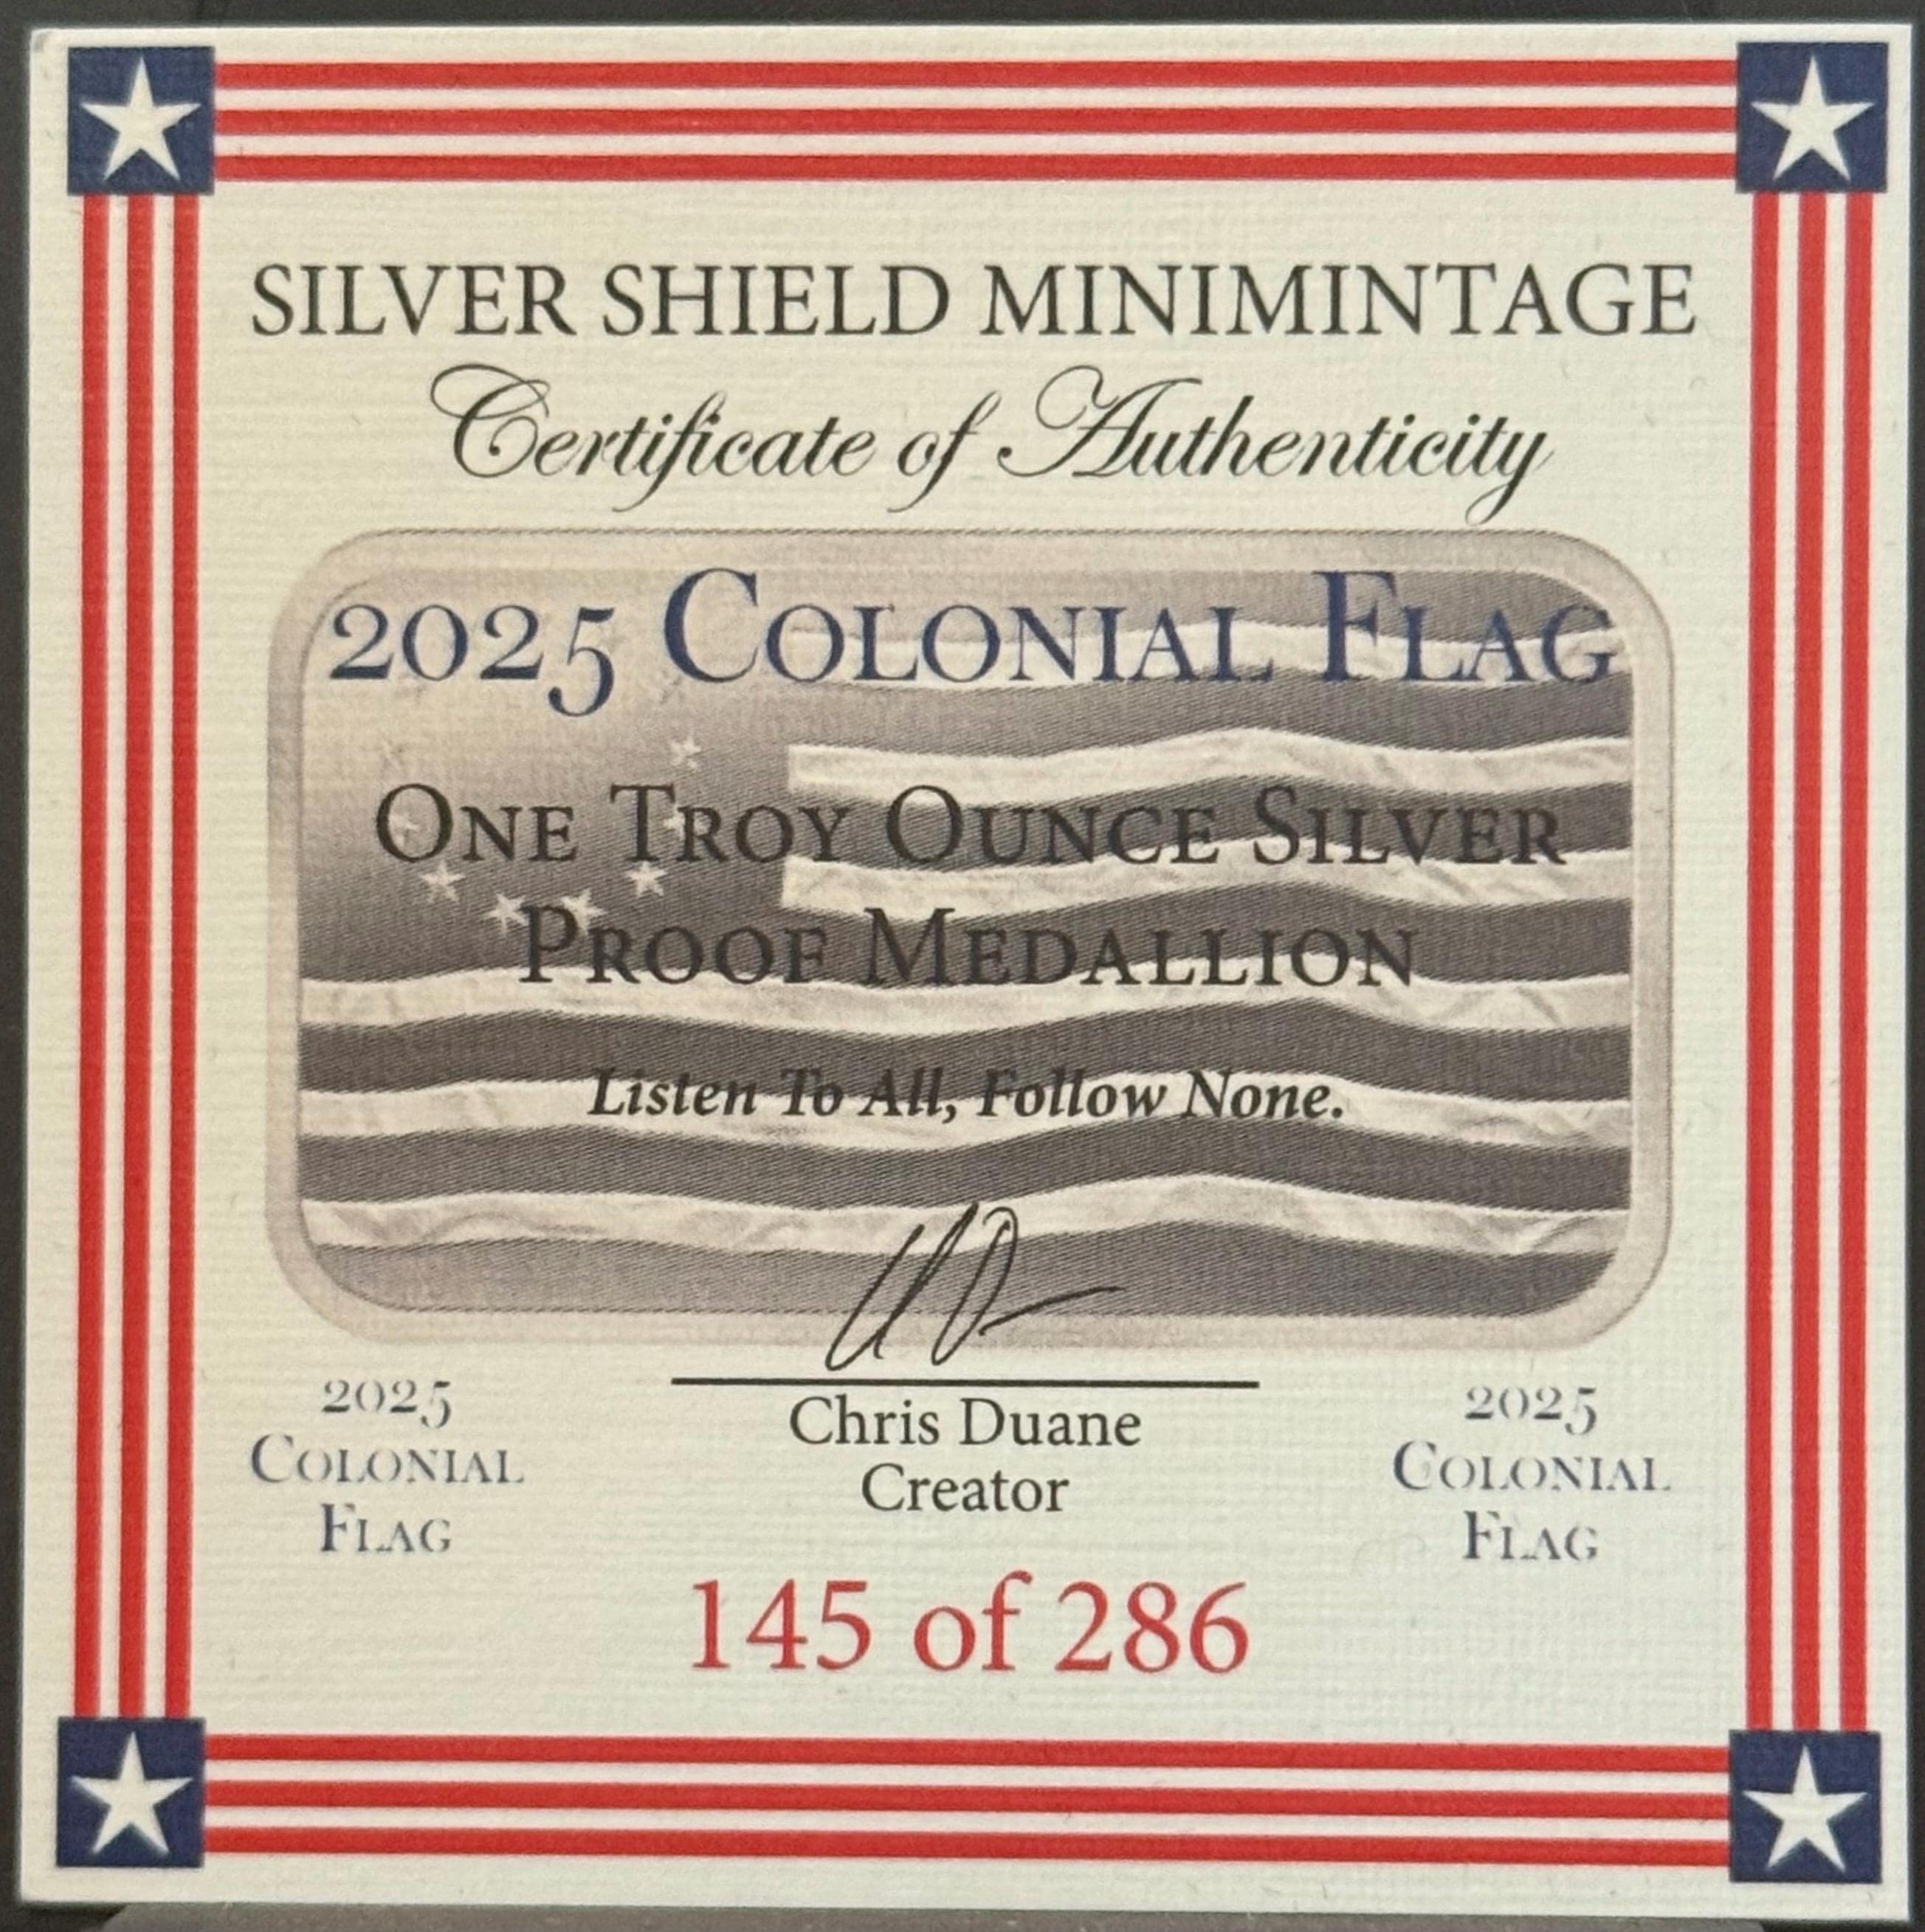 SILVER SHIELD MINIMINTAGE
Certificate of Authenticity
2025 COLONIAL FLAG
ONE TROY OUNCE SILVER
PROOF MEDALLION
Listen To All, Follow None.
2025
COLONIAL
FLAG
Chris Duane
Creator
2025
COLONIAL
FLAG
145 of 286